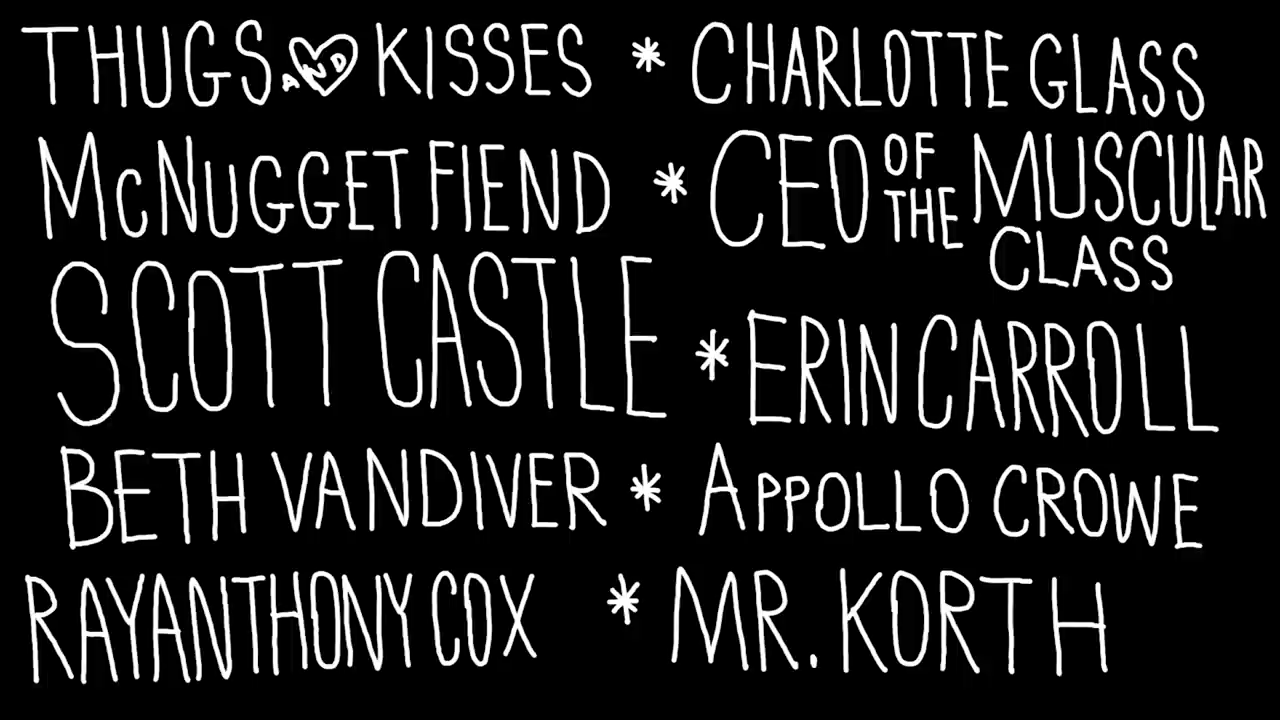 THUGS AND KISSES * CHARLOTTE GLASS
MCNUGGET FIEND * CEO OF THE MUSCULAR CLASS
SCOTT CASTLE * ERIN CARROLL
BETH VANDIVER * APPOLLO CROWE
RAYANTHONY COX * MR. KORTH